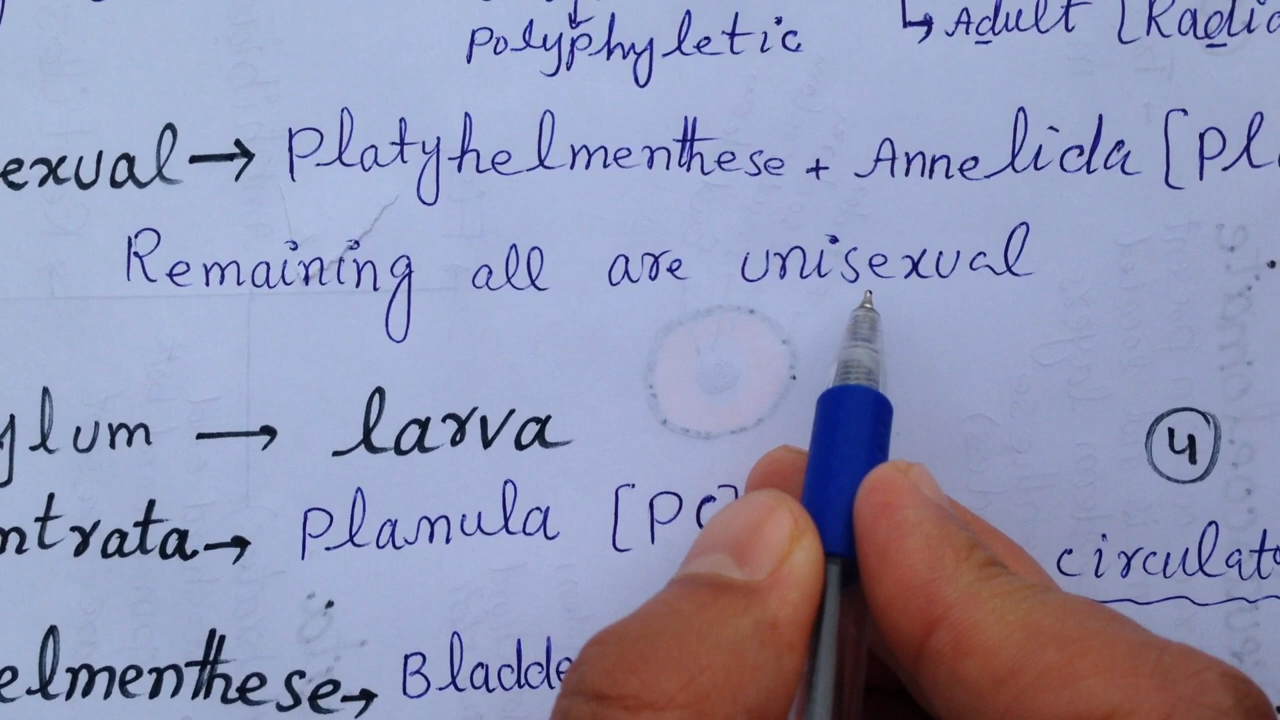 Polyphyletic ↳ Adult [Radia
exual → Platyhelmenthese + Annelida [Pl
Remaining all are unisexual
ylum → larva
4
ntrata → Planula [PC]
circulat
elmenthese → Bladde